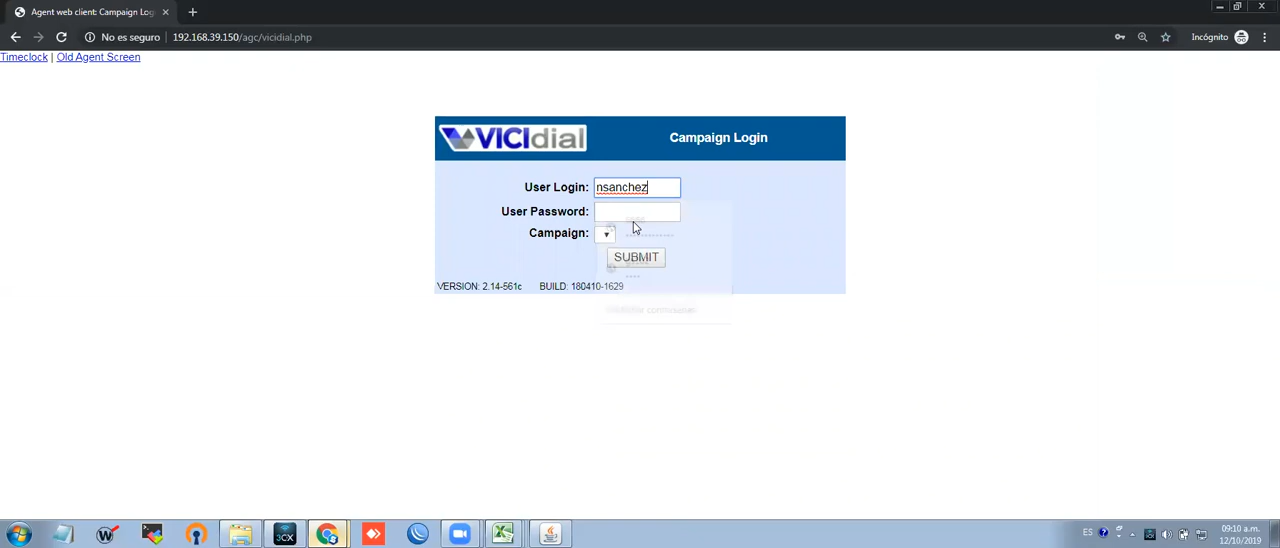 Agent web client: Campaign Log
No es seguro
192.168.39.150/agc/vicidial.php
Incógnito
Timeclock | Old Agent Screen
VICIdial
Campaign Login
User Login: nsanchez
User Password:
Campaign:
SUBMIT
VERSION: 2.14-561c BUILD: 180410-1629
3CX
ES
09:10 a.m.
12/10/2019